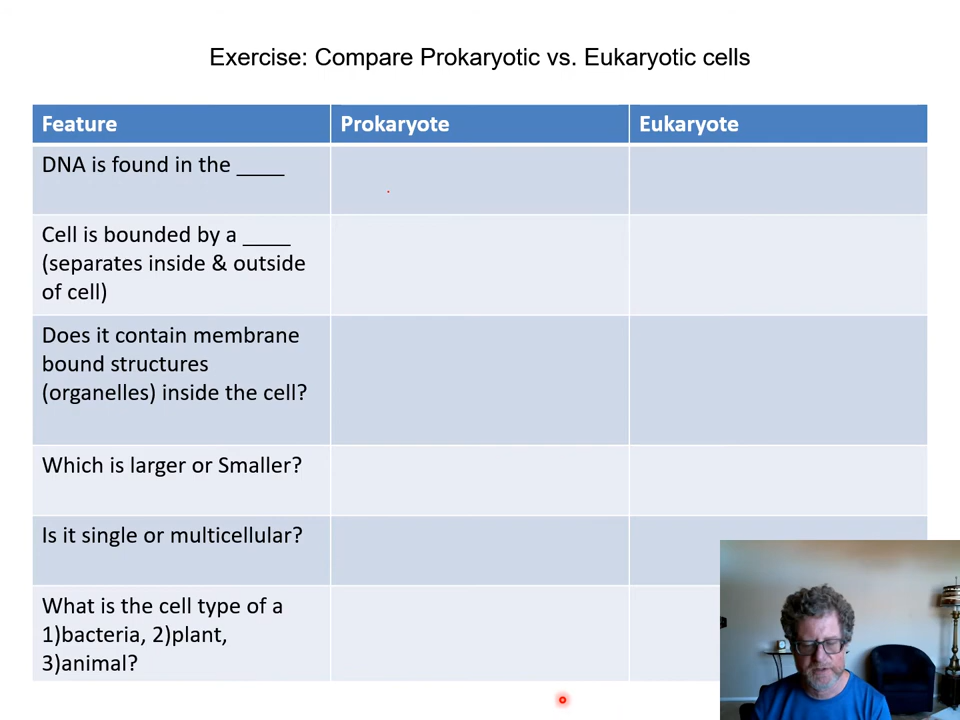 Exercise: Compare Prokaryotic vs. Eukaryotic cells
Feature Prokaryote Eukaryote
DNA is found in the ____
Cell is bounded by a ____
(separates inside & outside
of cell)
Does it contain membrane
bound structures
(organelles) inside the cell?
Which is larger or Smaller?
Is it single or multicellular?
What is the cell type of a
1)bacteria, 2)plant,
3)animal?